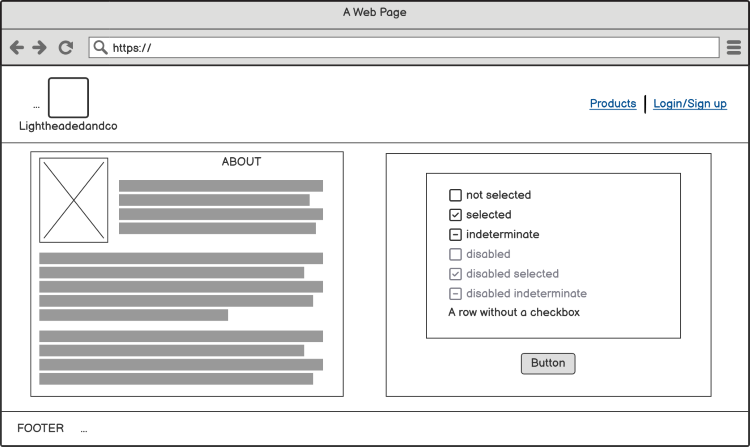 A Web Page
https://
...
Lightheadedandco
Products
Login/Sign up
ABOUT
not selected
selected
indeterminate
disabled
disabled selected
disabled indeterminate
A row without a checkbox
Button
FOOTER ...